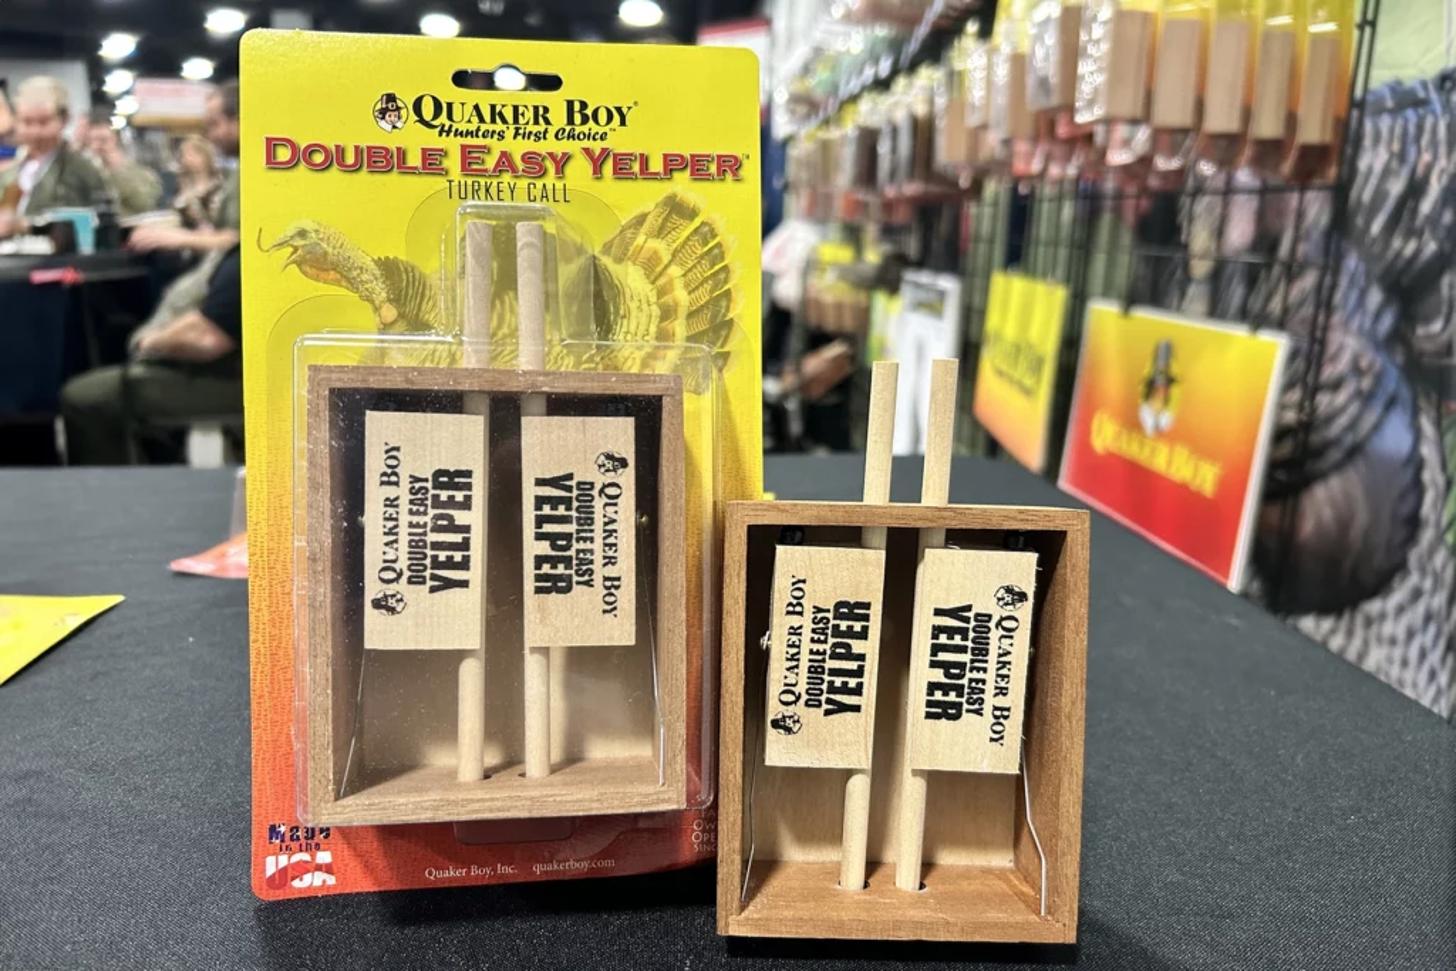 QUAKER BOY®
Hunters' First Choice™
DOUBLE EASY YELPER™
TURKEY CALL
QUAKER BOY
DOUBLE EASY
YELPER
QUAKER BOY
DOUBLE EASY
YELPER
Made
in the
USA
Quaker Boy, Inc. quakerboy.com
QUAKER BOY
DOUBLE EASY
YELPER
QUAKER BOY
DOUBLE EASY
YELPER
QUAKER BOY